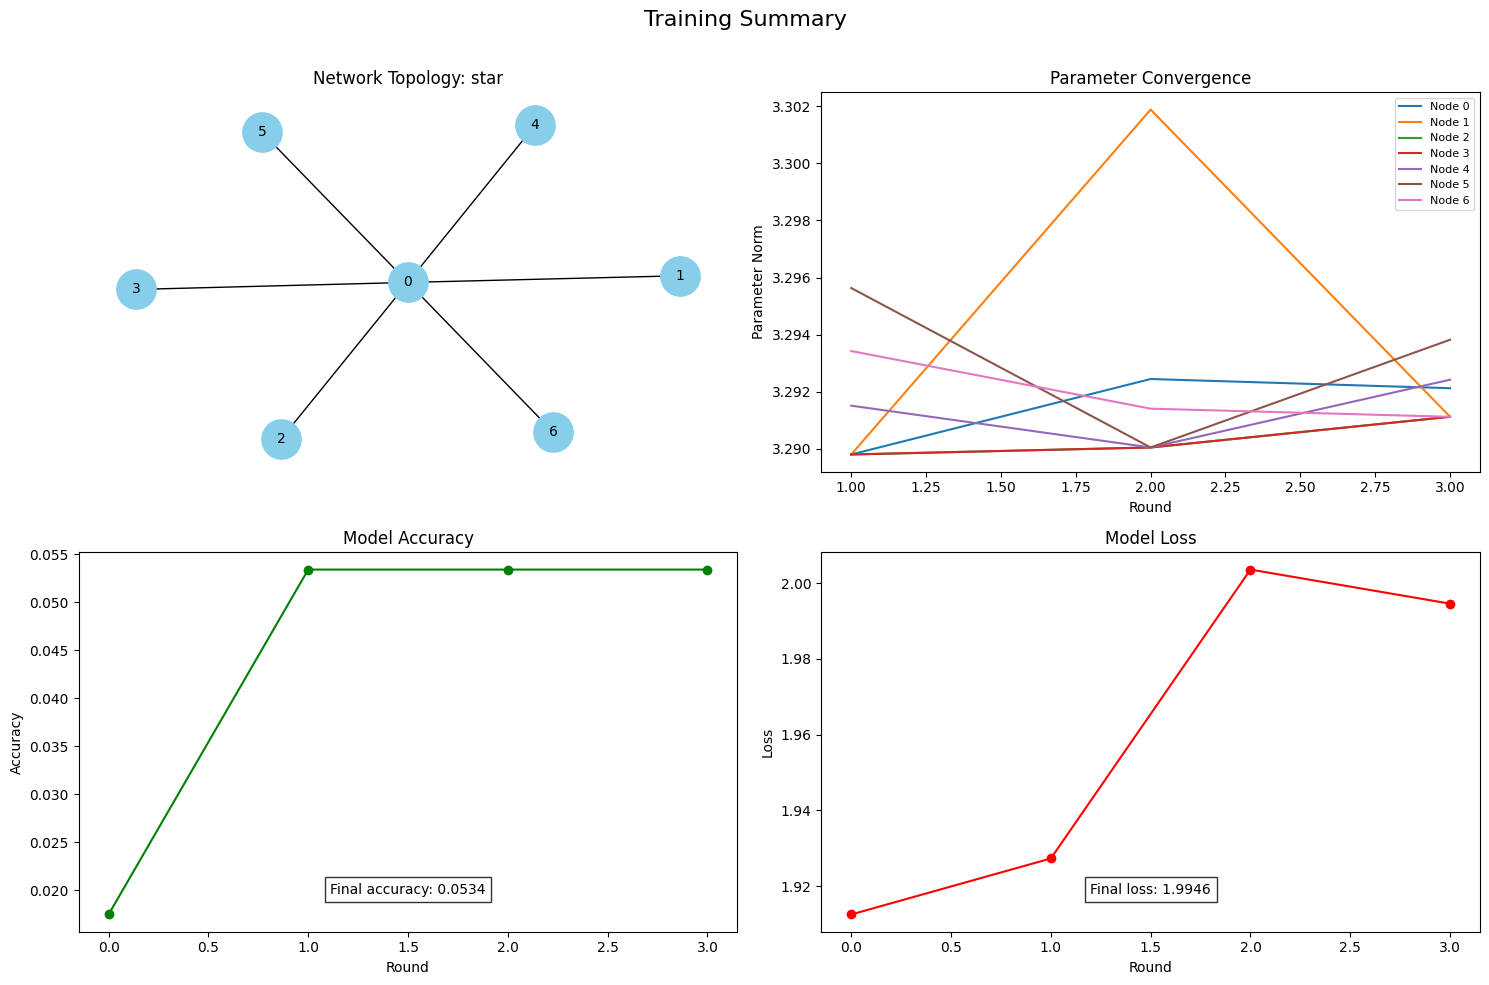 Training Summary
Network Topology: star
5
4
3
0
1
2
6
Parameter Convergence
Parameter Norm
3.302
3.300
3.298
3.296
3.294
3.292
3.290
Node 0
Node 1
Node 2
Node 3
Node 4
Node 5
Node 6
1.00 1.25 1.50 1.75 2.00 2.25 2.50 2.75 3.00
Round
Model Accuracy
Accuracy
0.055
0.050
0.045
0.040
0.035
0.030
0.025
0.020
Final accuracy: 0.0534
0.0 0.5 1.0 1.5 2.0 2.5 3.0
Round
Model Loss
Loss
2.00
1.98
1.96
1.94
1.92
Final loss: 1.9946
0.0 0.5 1.0 1.5 2.0 2.5 3.0
Round